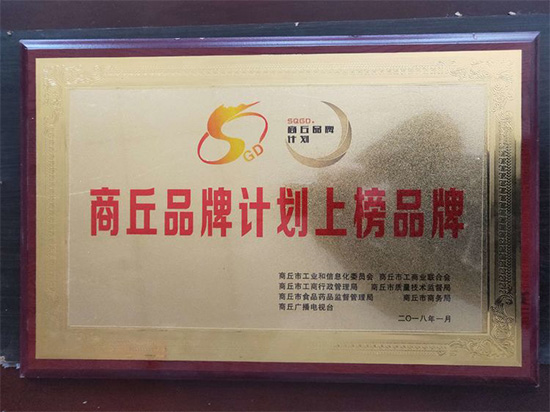 GD
SQGD.
商丘品牌
计划
商丘品牌计划上榜品牌
商丘市工业和信息化委员会 商丘市工商业联合会
商丘市工商行政管理局 商丘市质量技术监督局
商丘市食品药品监督管理局 商丘市商务局
商丘广播电视台
二〇一八年一月